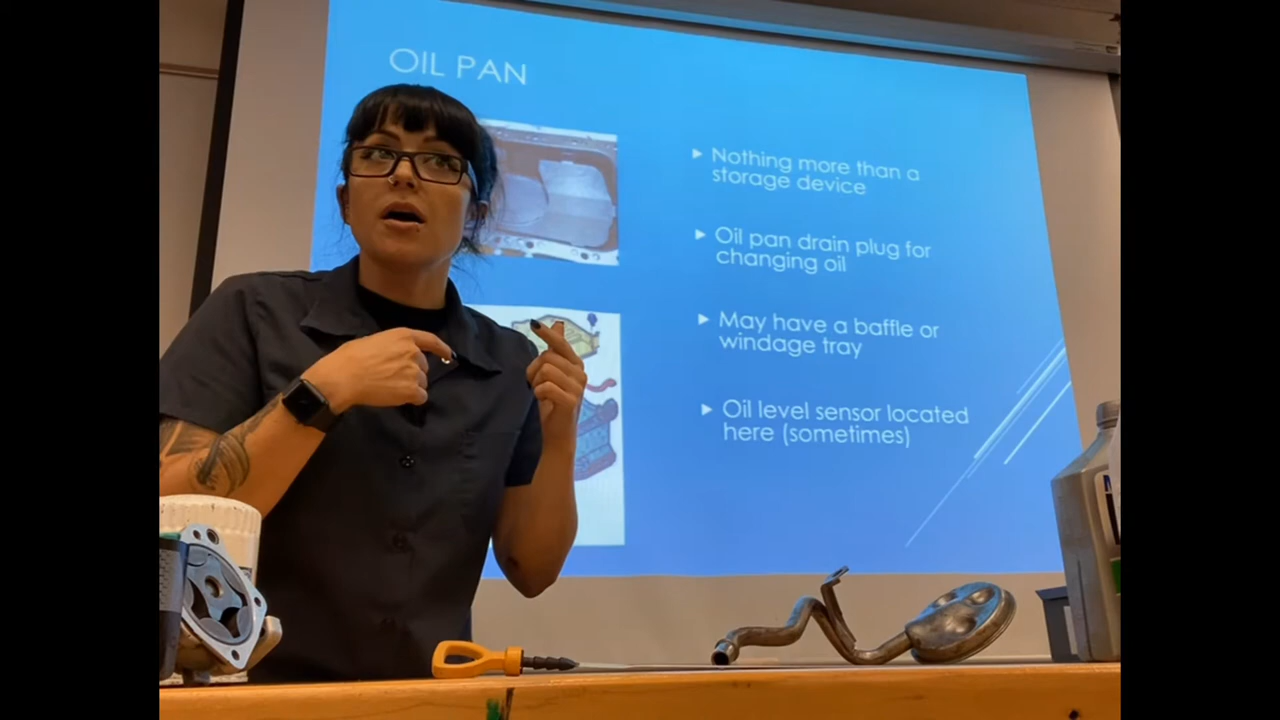 OIL PAN
Nothing more than a
storage device
Oil pan drain plug for
changing oil
May have a baffle or
windage tray
Oil level sensor located
here (sometimes)